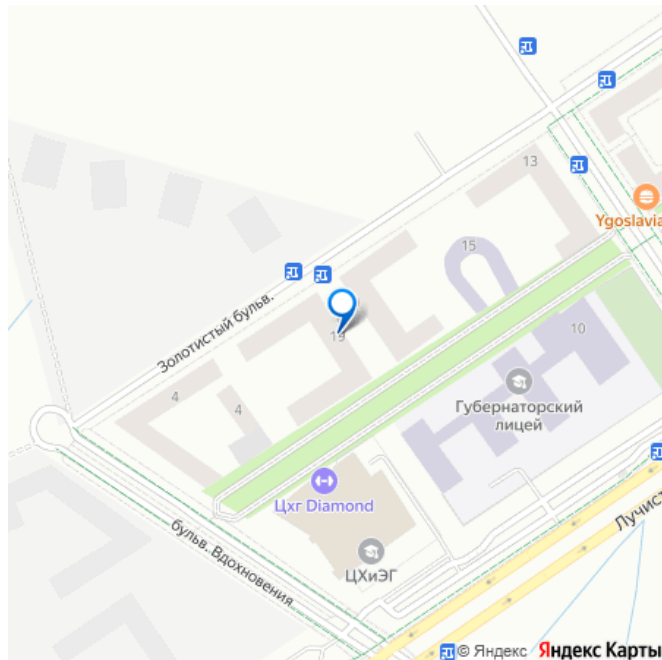 13
Ygoslavia
15
Золотистый бульв.
19
10
4
4
Губернаторский
лицей
Цхг Diamond
Лучист
ЦХиЭГ
бульв. Вдохновения
© Яндекс Яндекс Карты